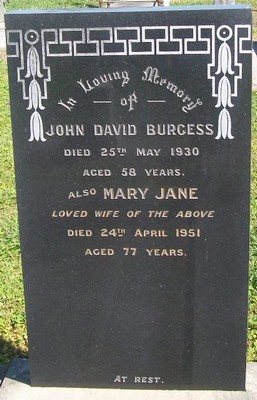 In Loving Memory
of
JOHN DAVID BURGESS
DIED 25TH MAY 1930
AGED 58 YEARS.
ALSO MARY JANE
LOVED WIFE OF THE ABOVE
DIED 24TH APRIL 1951
AGED 77 YEARS.
AT REST.